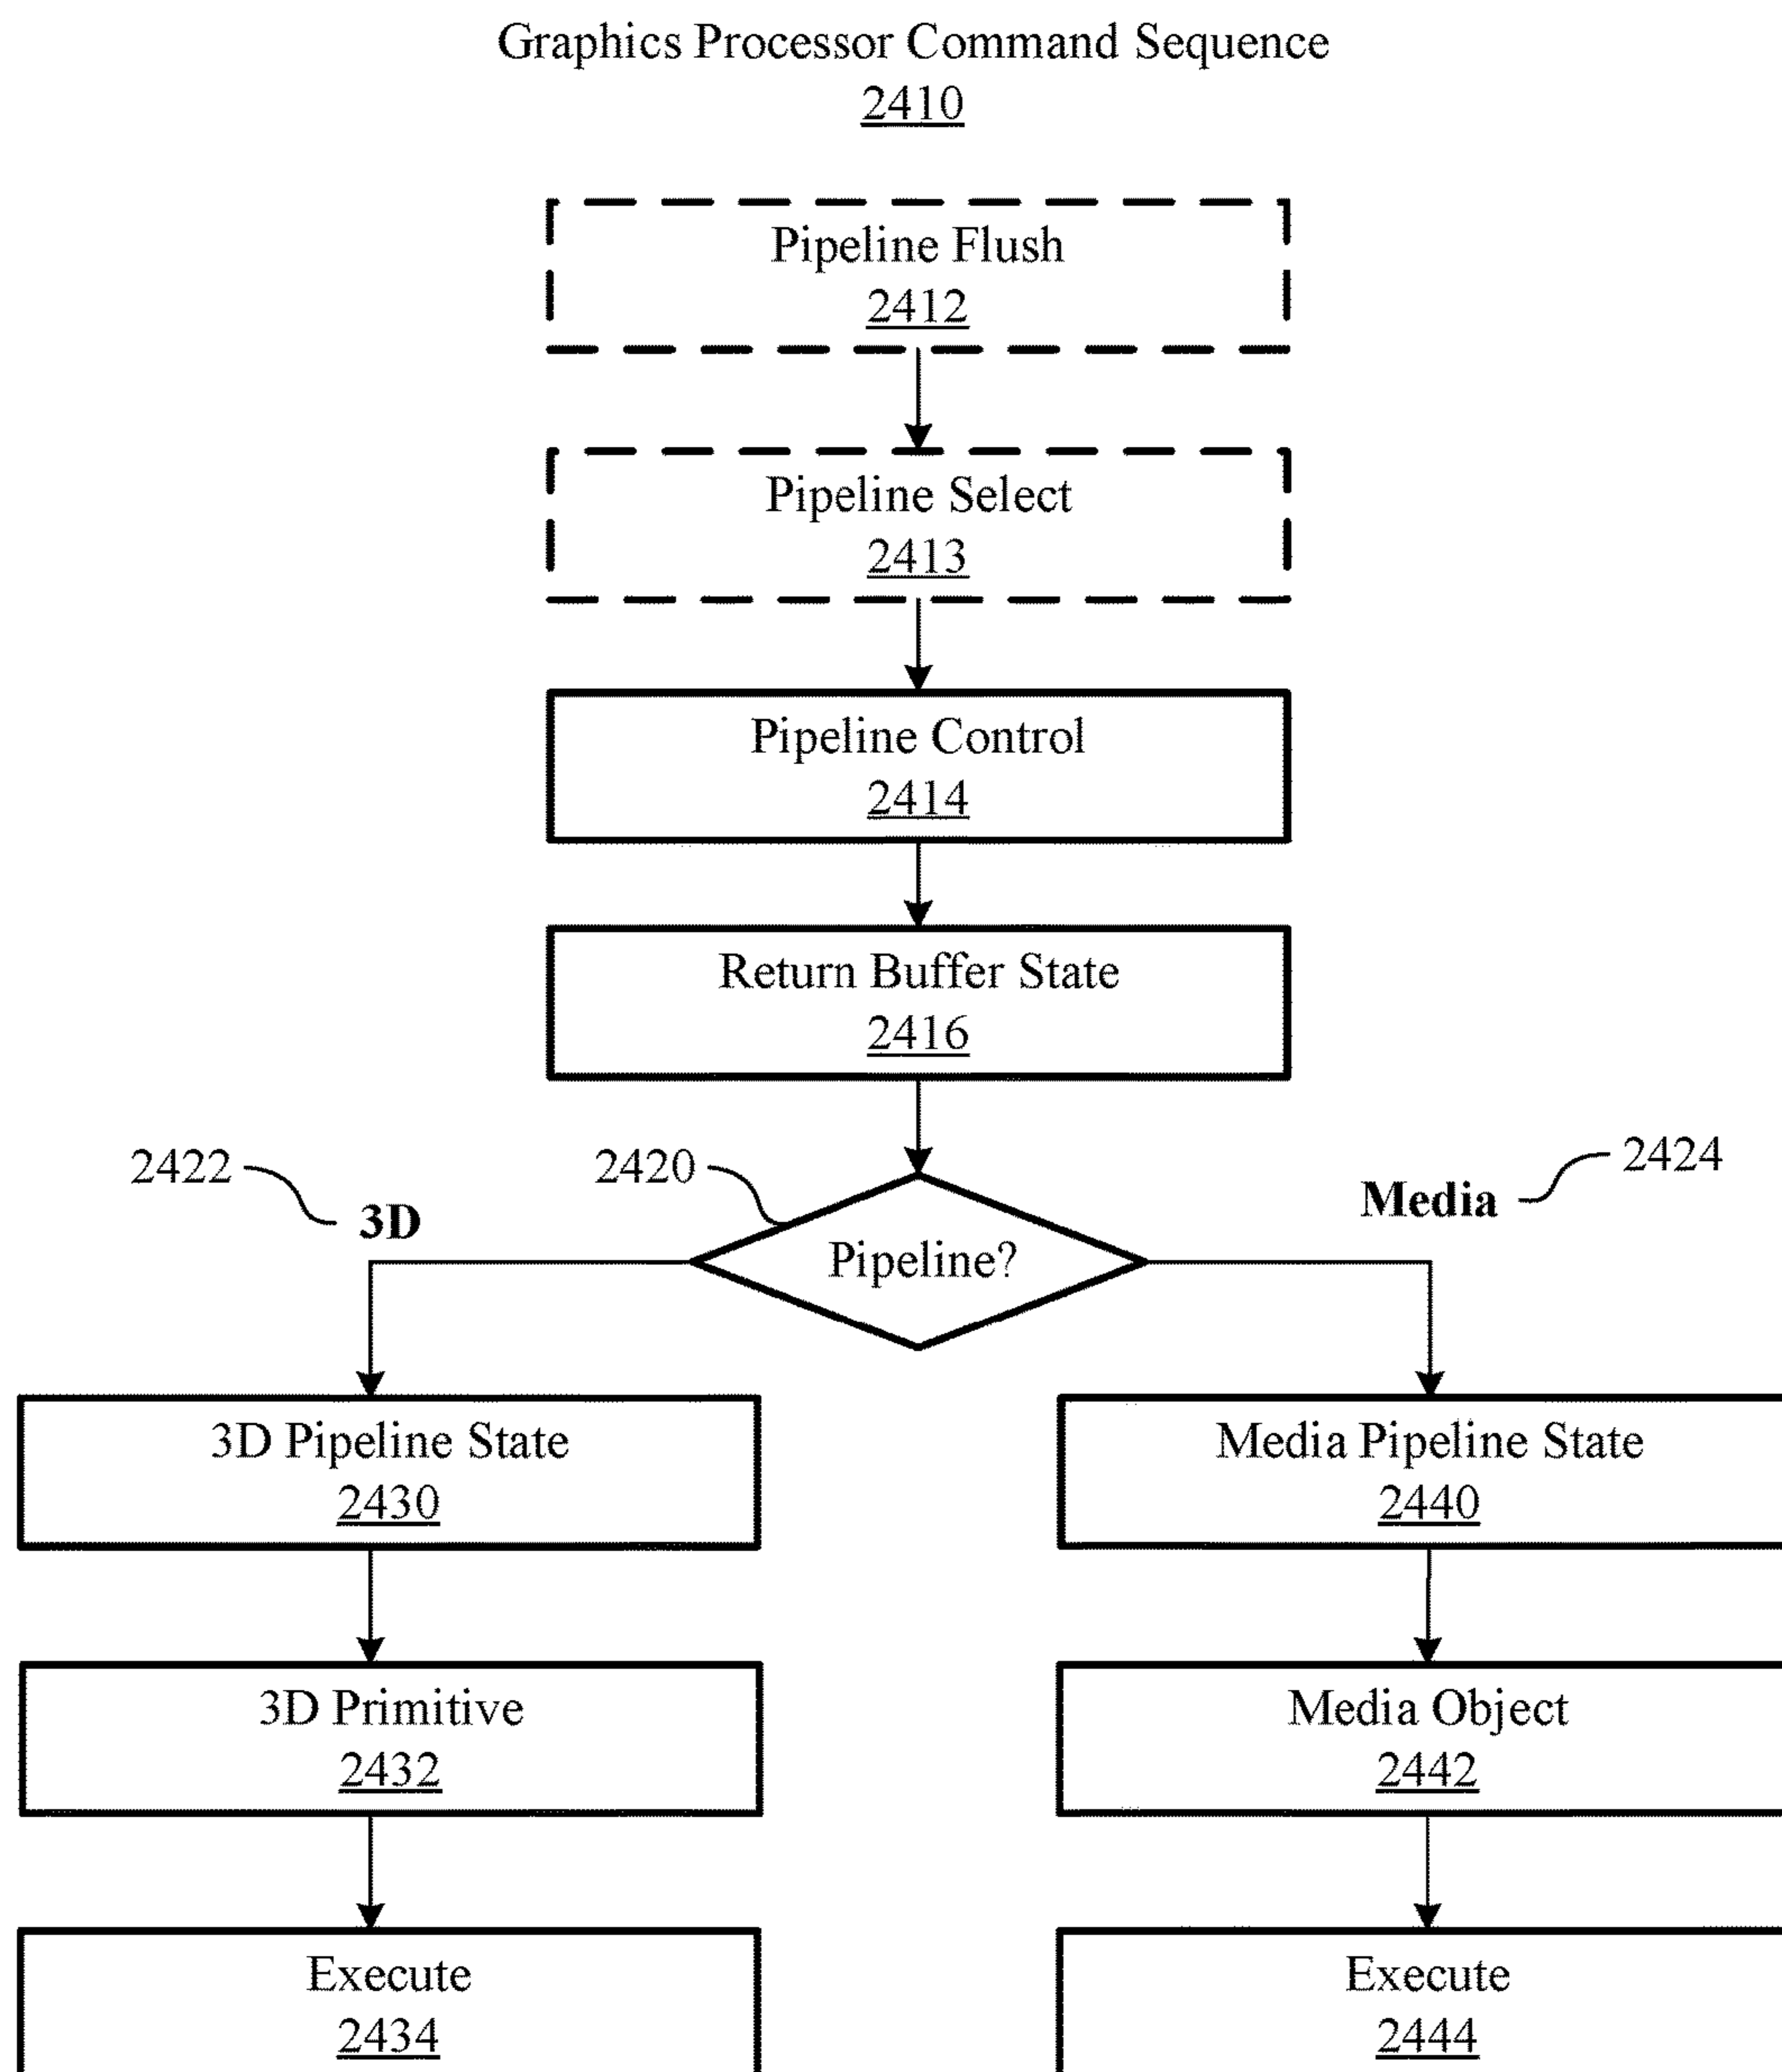 Graphics Processor Command Sequence
2410
Pipeline Flush
2412
Pipeline Select
2413
Pipeline Control
2414
Return Buffer State
2416
2422
2420
2424
3D
Media
Pipeline?
3D Pipeline State
2430
Media Pipeline State
2440
3D Primitive
2432
Media Object
2442
Execute
2434
Execute
2444